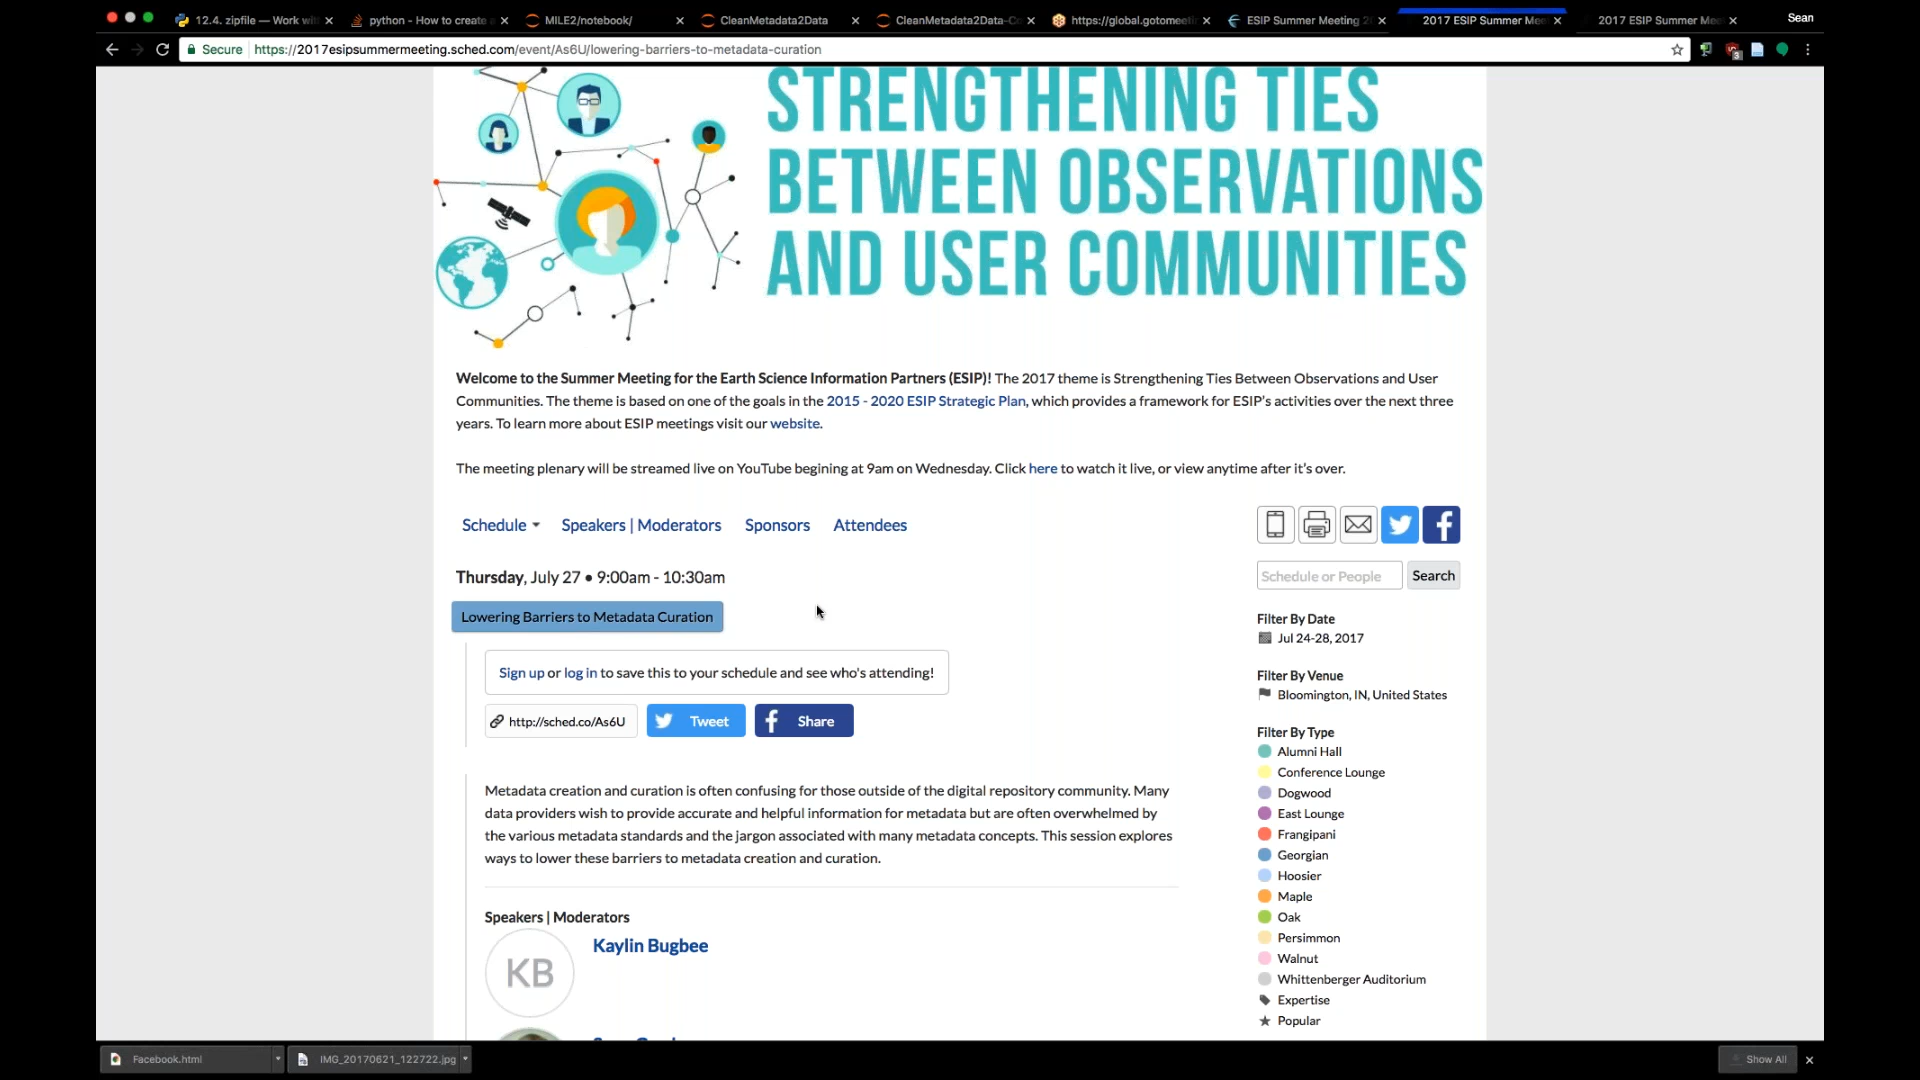 12.4. zipfile — Work wi
python - How to create a
MILE2/notebook/
CleanMetadata2Data
CleanMetadata2Data-C
https://global.gotomeeti
ESIP Summer Meeting 2
2017 ESIP Summer Mee
2017 ESIP Summer Mee
Sean
Secure
https://2017esipsummermeeting.sched.com/event/As6U/lowering-barriers-to-metadata-curation
STRENGTHENING TIES
BETWEEN OBSERVATIONS
AND USER COMMUNITIES
Welcome to the Summer Meeting for the Earth Science Information Partners (ESIP)! The 2017 theme is Strengthening Ties Between Observations and User
Communities. The theme is based on one of the goals in the 2015 - 2020 ESIP Strategic Plan, which provides a framework for ESIP's activities over the next three
years. To learn more about ESIP meetings visit our website.
The meeting plenary will be streamed live on YouTube begining at 9am on Wednesday. Click here to watch it live, or view anytime after it's over.
Schedule Speakers | Moderators Sponsors Attendees
Thursday, July 27 • 9:00am - 10:30am
Lowering Barriers to Metadata Curation
Sign up or log in to save this to your schedule and see who's attending!
http://sched.co/As6U
Tweet
Share
Metadata creation and curation is often confusing for those outside of the digital repository community. Many
data providers wish to provide accurate and helpful information for metadata but are often overwhelmed by
the various metadata standards and the jargon associated with many metadata concepts. This session explores
ways to lower these barriers to metadata creation and curation.
Speakers | Moderators
KB
Kaylin Bugbee
Schedule or People
Search
Filter By Date
Jul 24-28, 2017
Filter By Venue
Bloomington, IN, United States
Filter By Type
Alumni Hall
Conference Lounge
Dogwood
East Lounge
Frangipani
Georgian
Hoosier
Maple
Oak
Persimmon
Walnut
Whittenberger Auditorium
Expertise
Popular
Facebook.html
IMG_20170621_122722.jpg
Show All